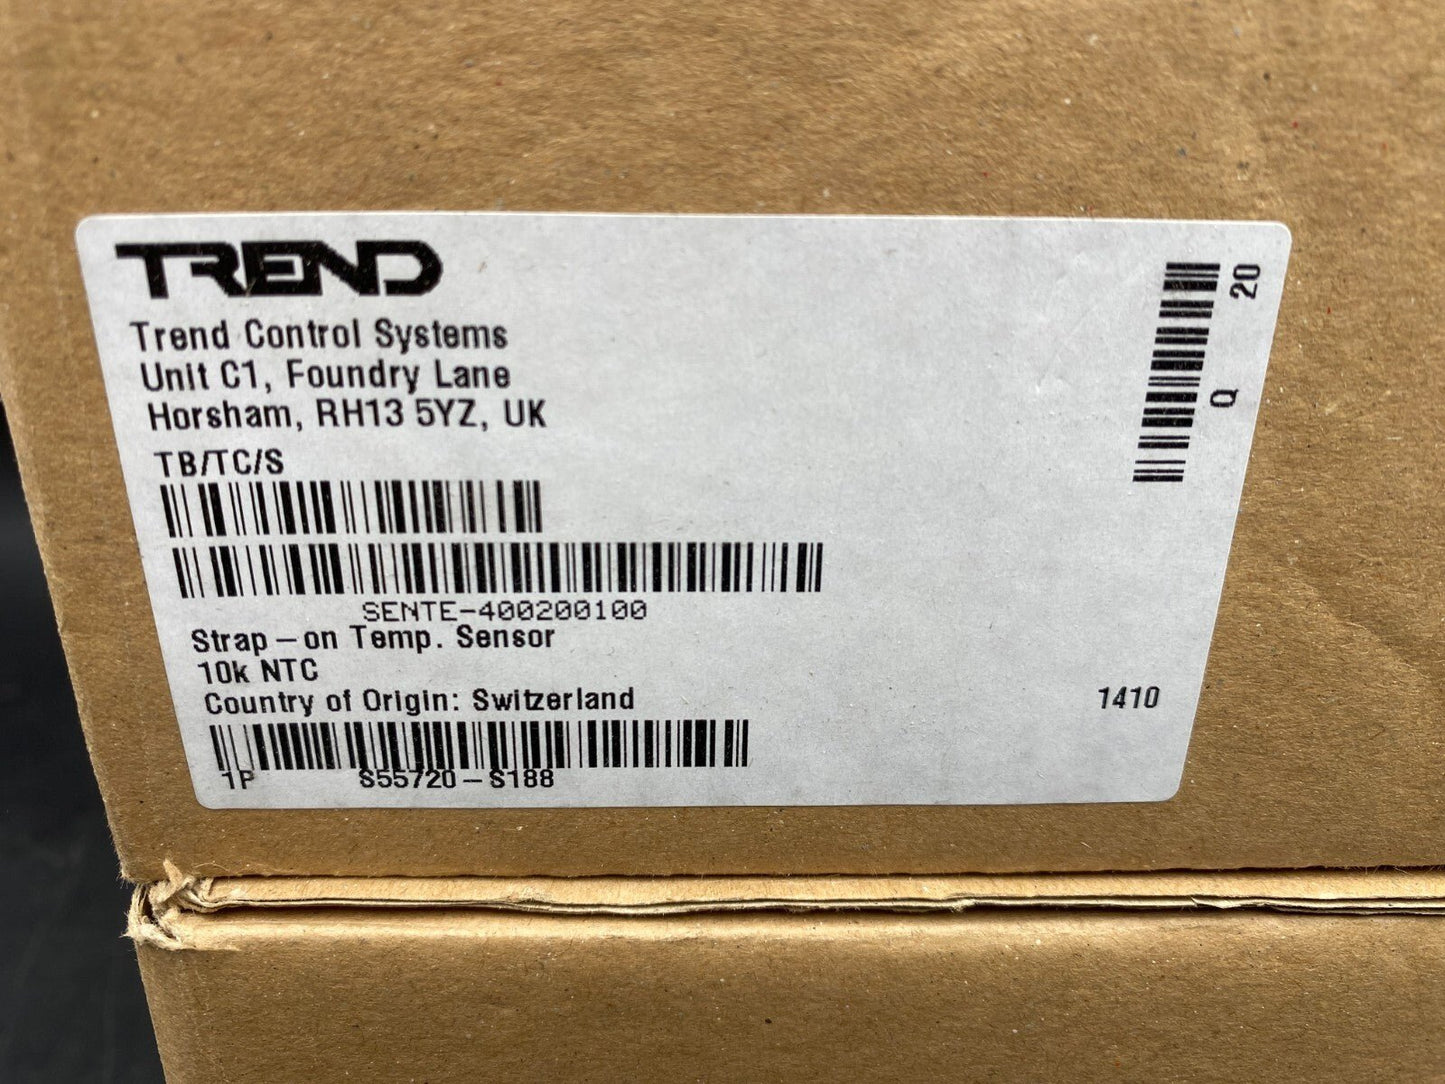 TREND
Trend Control Systems
Unit C1, Foundry Lane
Horsham, RH13 5YZ, UK
TB/TC/S
SENTE-400200100
Strap-on Temp. Sensor
10k NTC
Country of Origin: Switzerland
1410
1P S55720-S188
Q 20